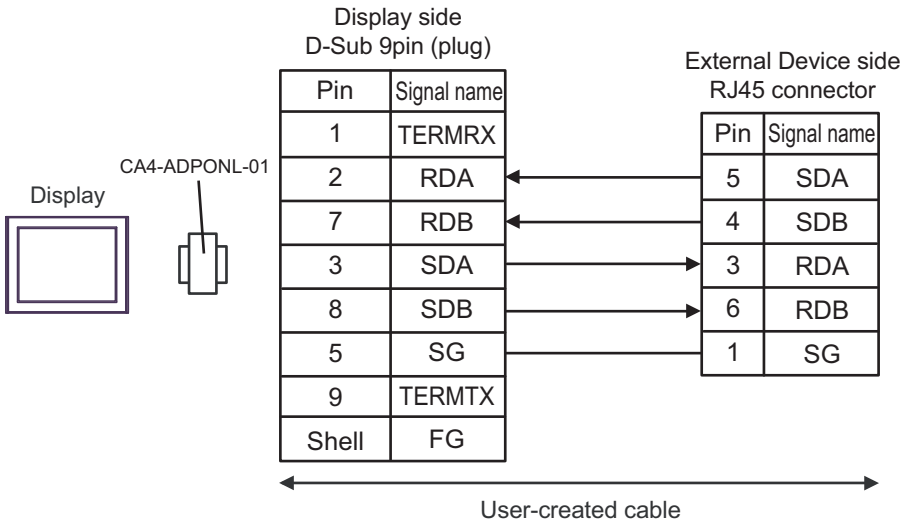 Display side
D-Sub 9pin (plug)
External Device side
RJ45 connector
Display
CA4-ADPONL-01
Pin Signal name
1 TERMRX
2 RDA
7 RDB
3 SDA
8 SDB
5 SG
9 TERMTX
Shell FG
Pin Signal name
5 SDA
4 SDB
3 RDA
6 RDB
1 SG
User-created cable